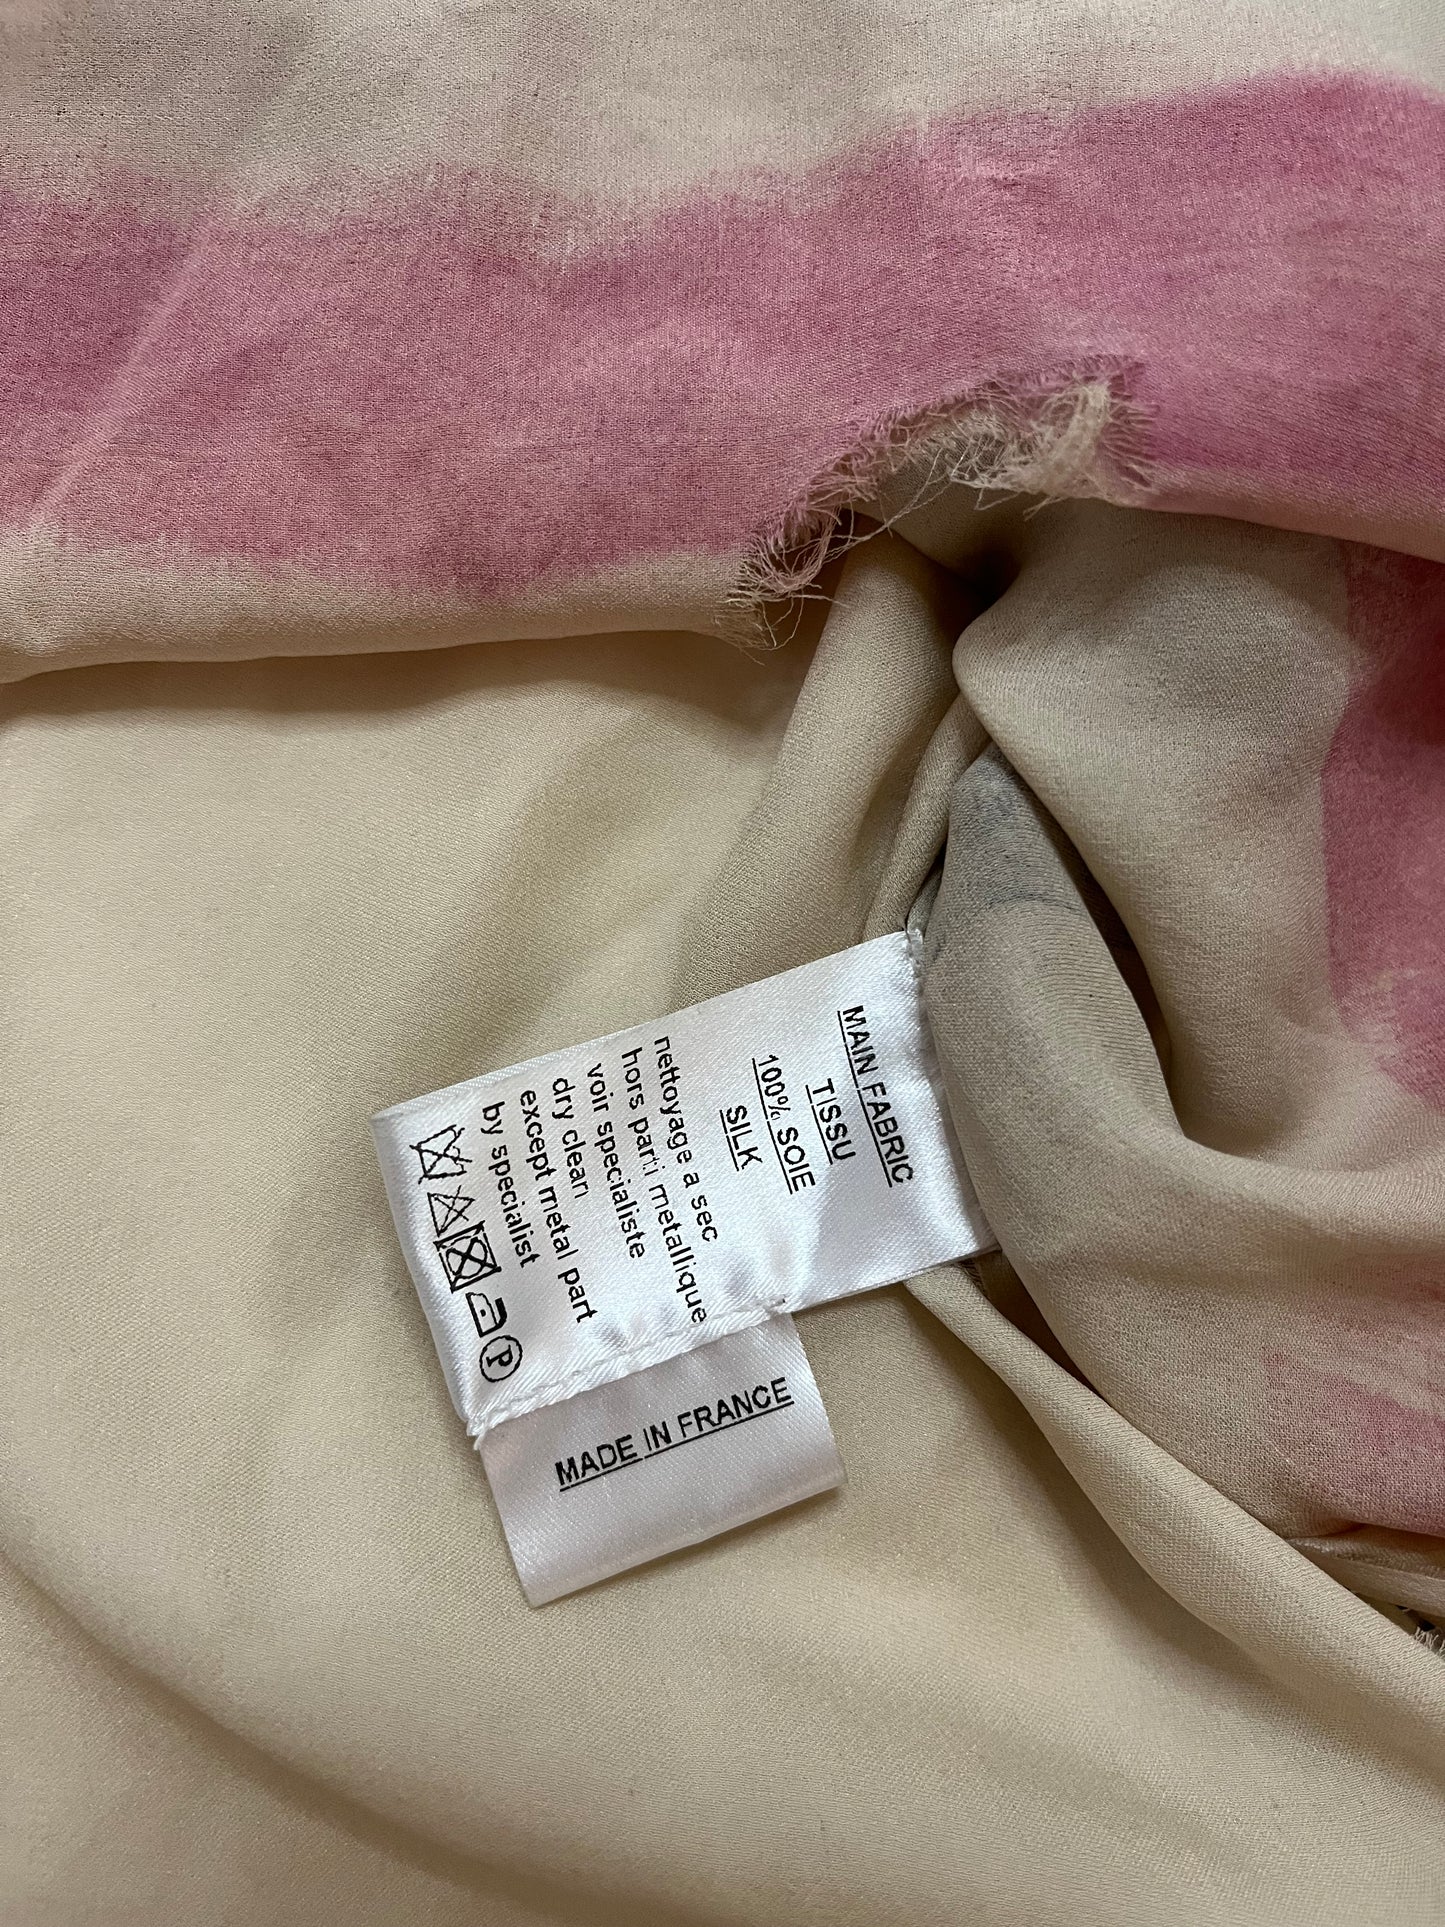 MAIN FABRIC
TISSU
100% SOIE
SILK
nettoyage a sec
hors parti metallique
voir specialiste
dry clean
except metal part
by specialist
P
MADE IN FRANCE